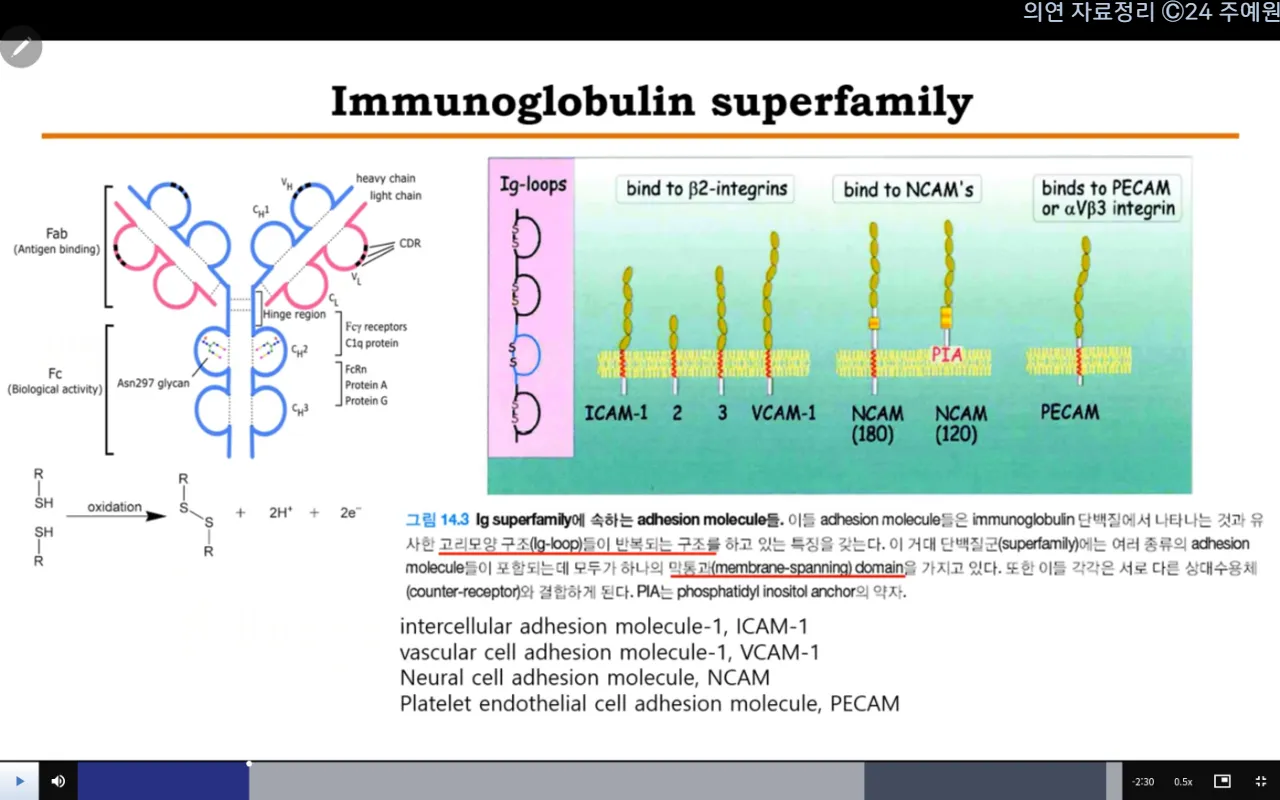 의연 자료정리 ©24 주예원
Immunoglobulin superfamily
heavy chain
light chain
VH
CH1
Fab
(Antigen binding)
CDR
VL
CL
Hinge region
Fcγ receptors
C1q protein
CH2
Fc
(Biological activity)
Asn297 glycan
FcRn
Protein A
Protein G
CH3
R
SH
SH
R
oxidation
R
S
S
R
+ 2H⁺ + 2e⁻
Ig-loops
S
S
S
S
S
S
S
S
bind to β2-integrins
bind to NCAM's
binds to PECAM
or αVβ3 integrin
PIA
ICAM-1 2 3 VCAM-1
NCAM
(180)
NCAM
(120)
PECAM
그림 14.3 Ig superfamily에 속하는 adhesion molecule들. 이들 adhesion molecule들은 immunoglobulin 단백질에서 나타나는 것과 유
사한 고리모양 구조(Ig-loop)들이 반복되는 구조를 하고 있는 특징을 갖는다. 이 거대 단백질군(superfamily)에는 여러 종류의 adhesion
molecule들이 포함되는데 모두가 하나의 막통과(membrane-spanning) domain을 가지고 있다. 또한 이들 각각은 서로 다른 상대수용체
(counter-receptor)와 결합하게 된다. PIA는 phosphatidyl inositol anchor의 약자.
intercellular adhesion molecule-1, ICAM-1
vascular cell adhesion molecule-1, VCAM-1
Neural cell adhesion molecule, NCAM
Platelet endothelial cell adhesion molecule, PECAM
-2:30
0.5x